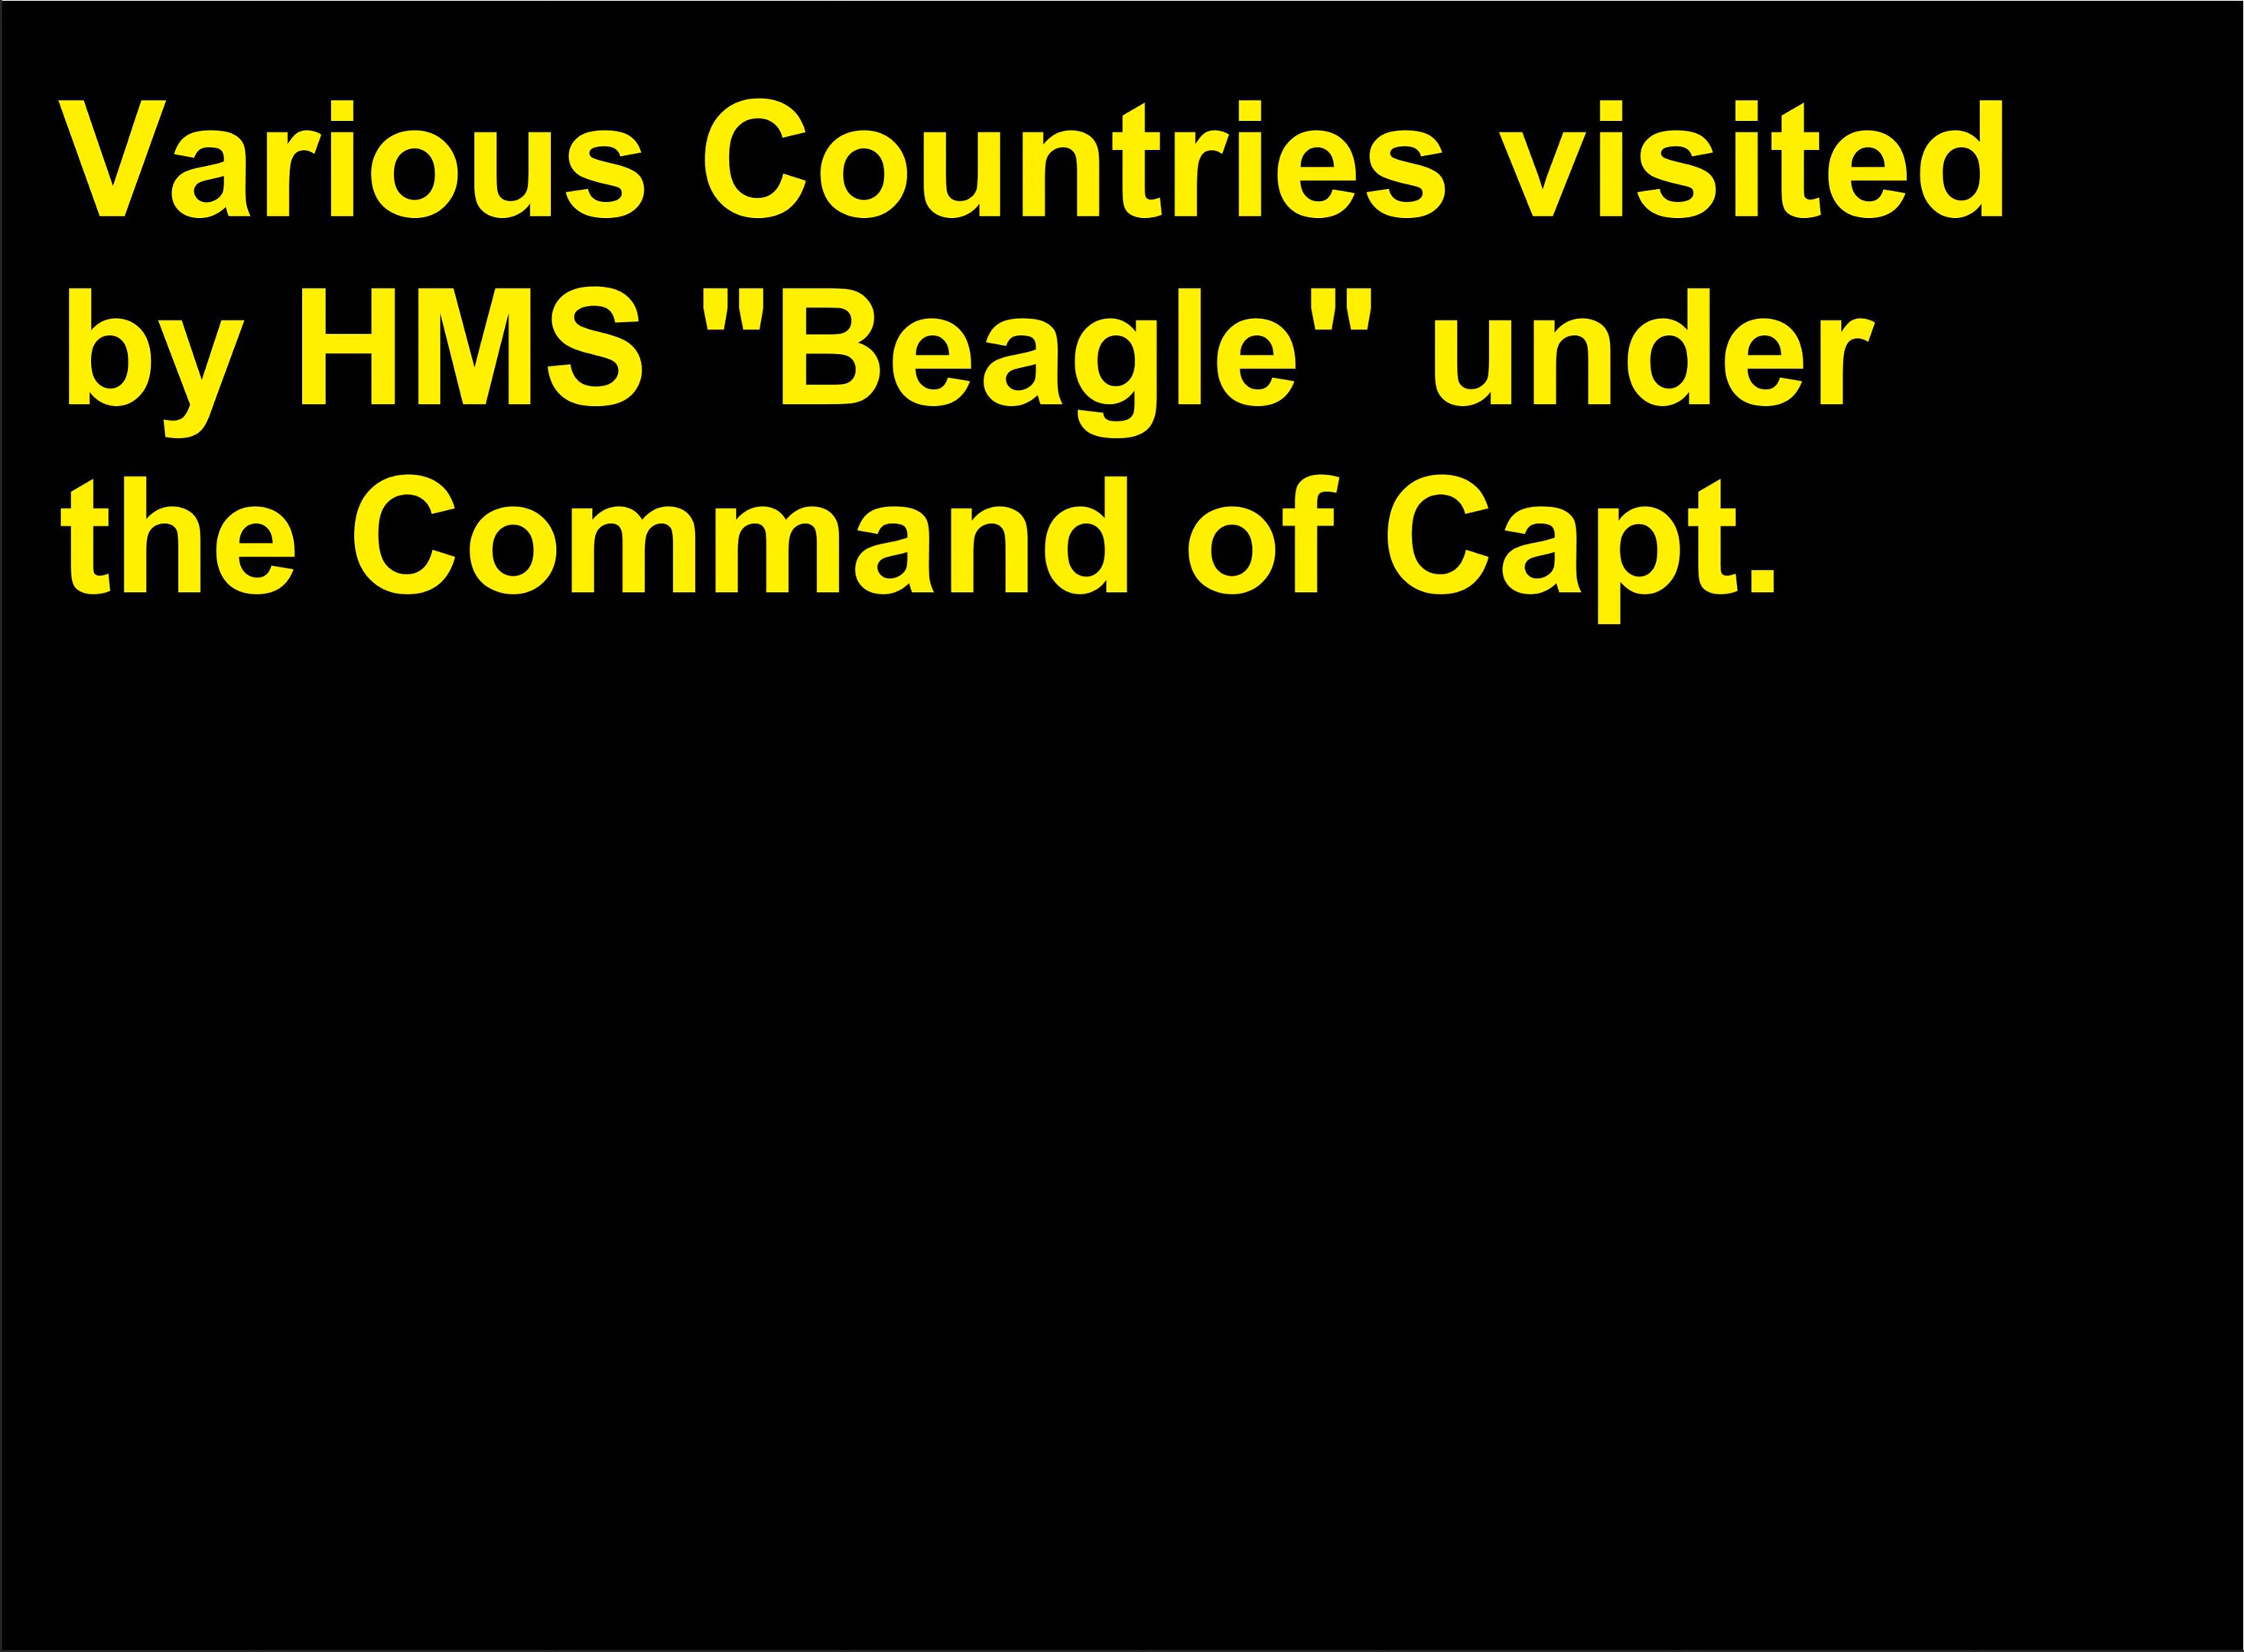 Various Countries visited
by HMS "Beagle" under
the Command of Capt.